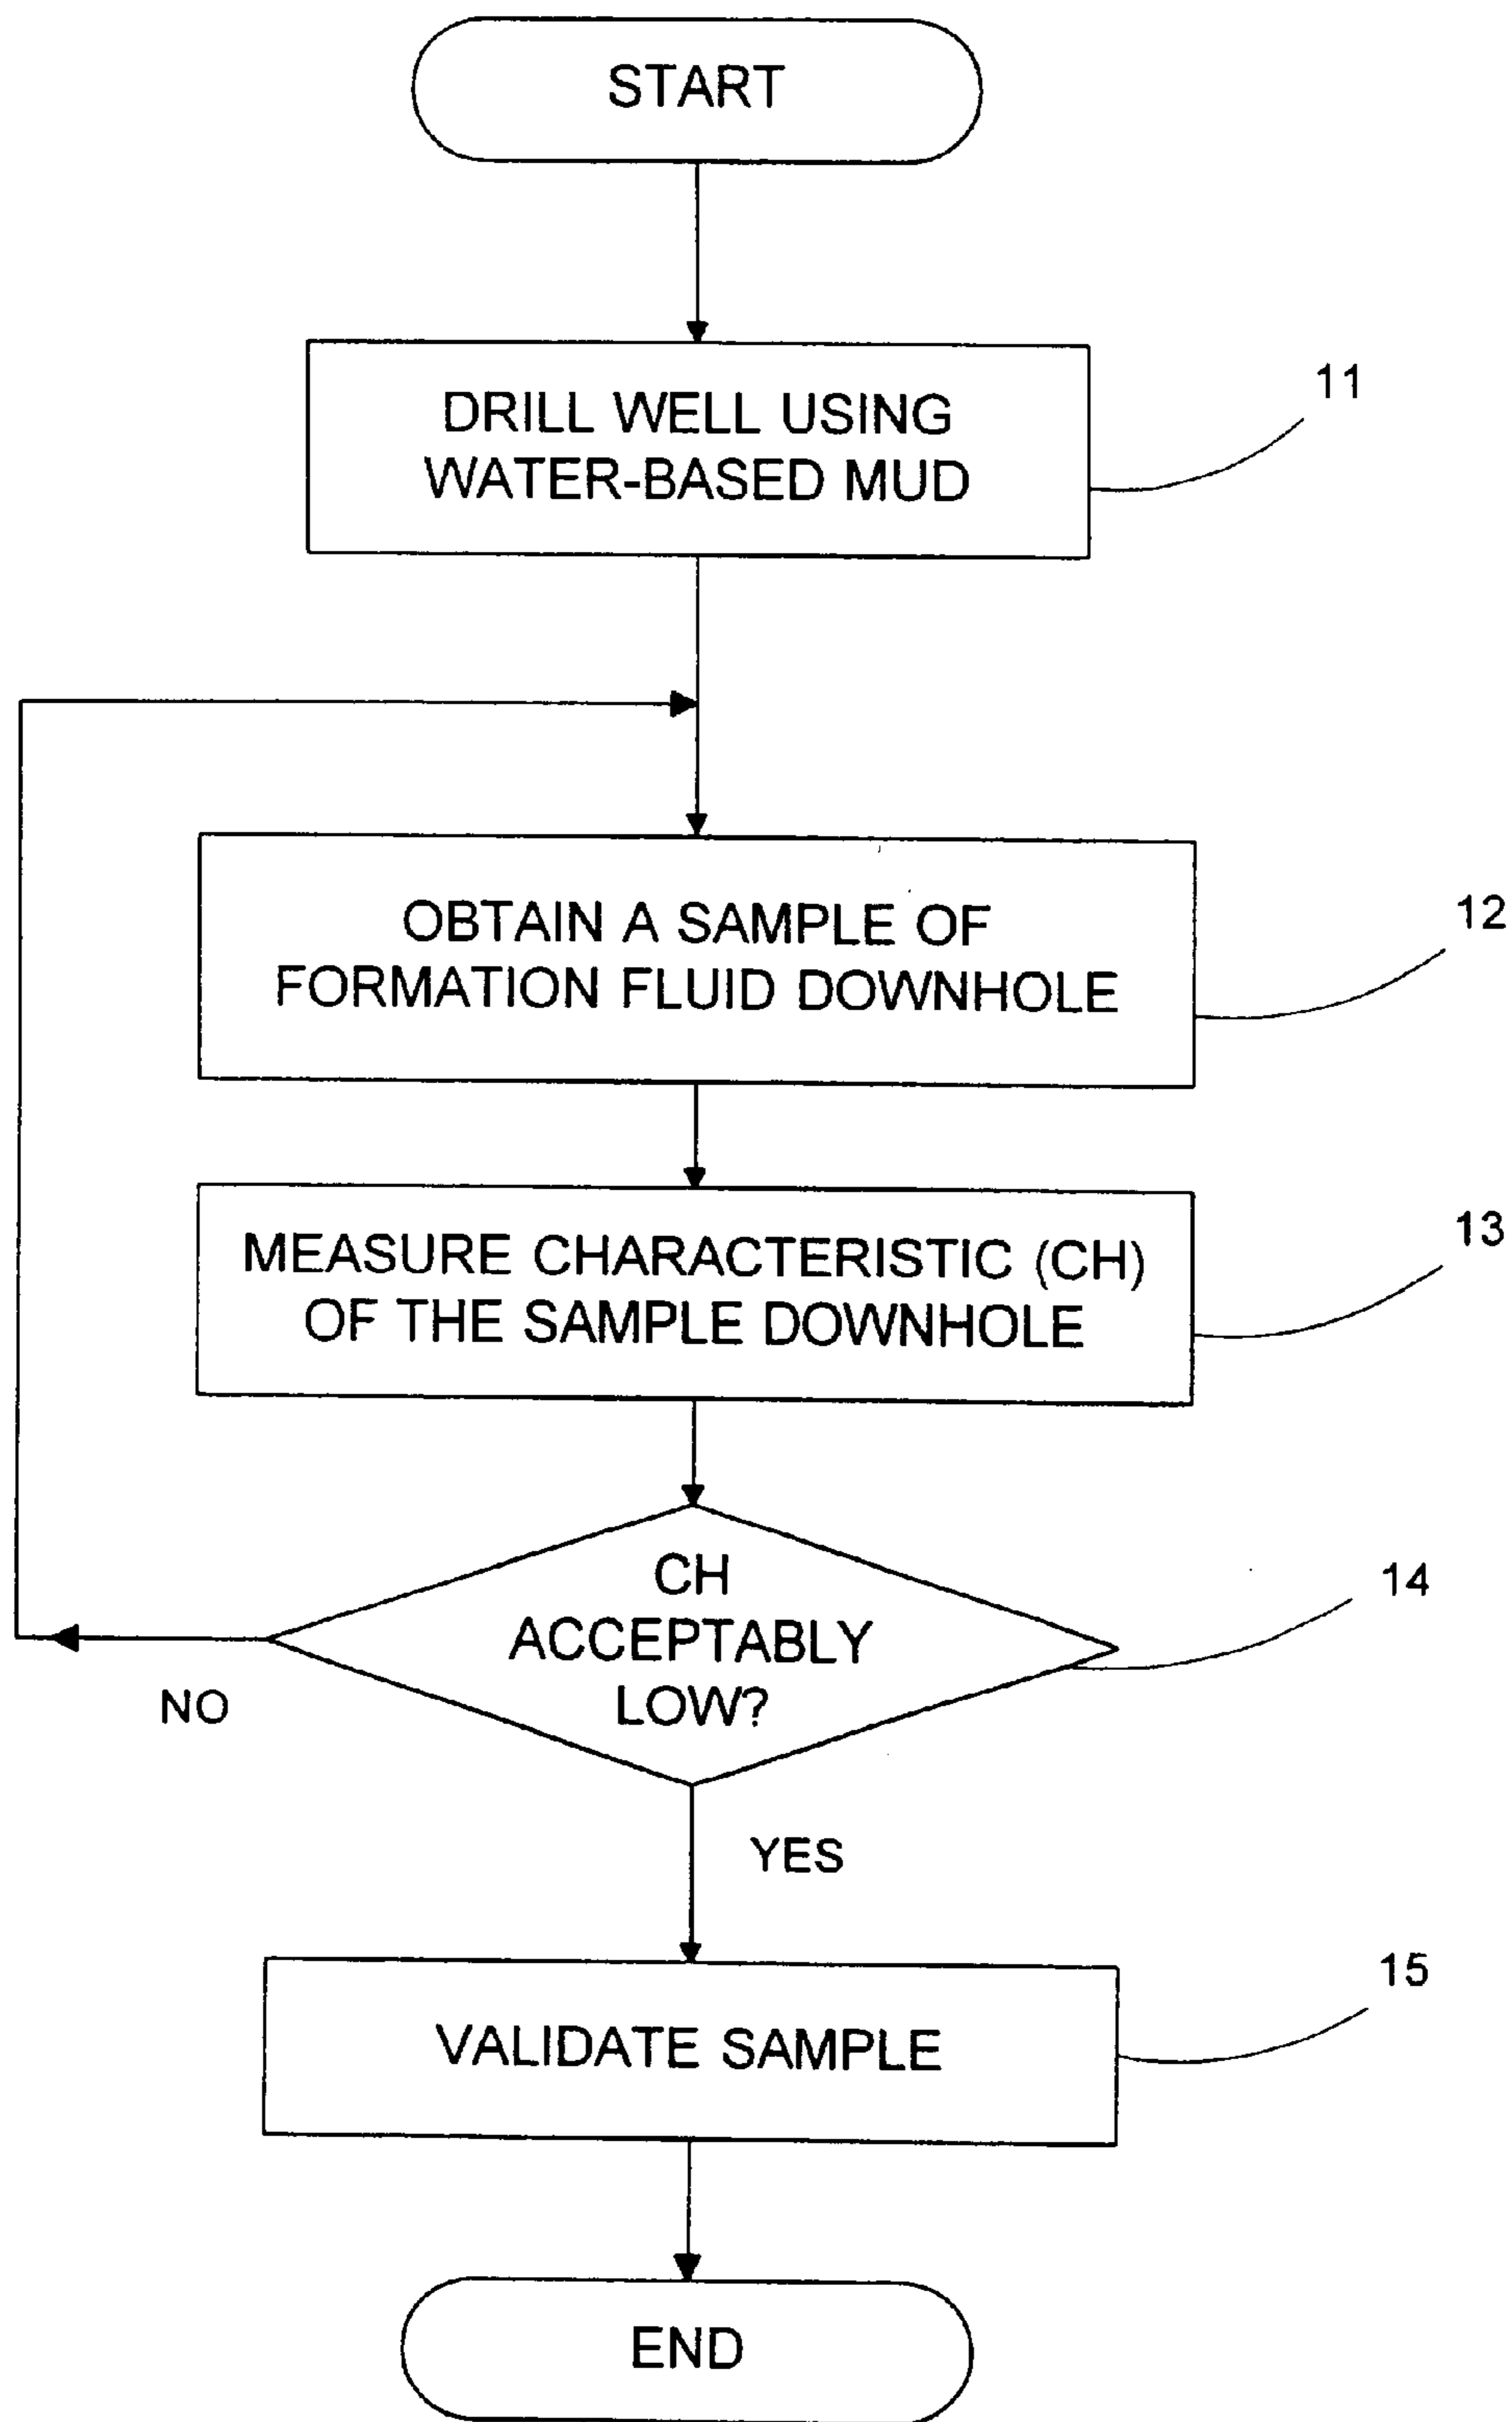 START
DRILL WELL USING
WATER-BASED MUD
11
OBTAIN A SAMPLE OF
FORMATION FLUID DOWNHOLE
12
MEASURE CHARACTERISTIC (CH)
OF THE SAMPLE DOWNHOLE
13
CH
ACCEPTABLY
LOW?
14
NO
YES
VALIDATE SAMPLE
15
END